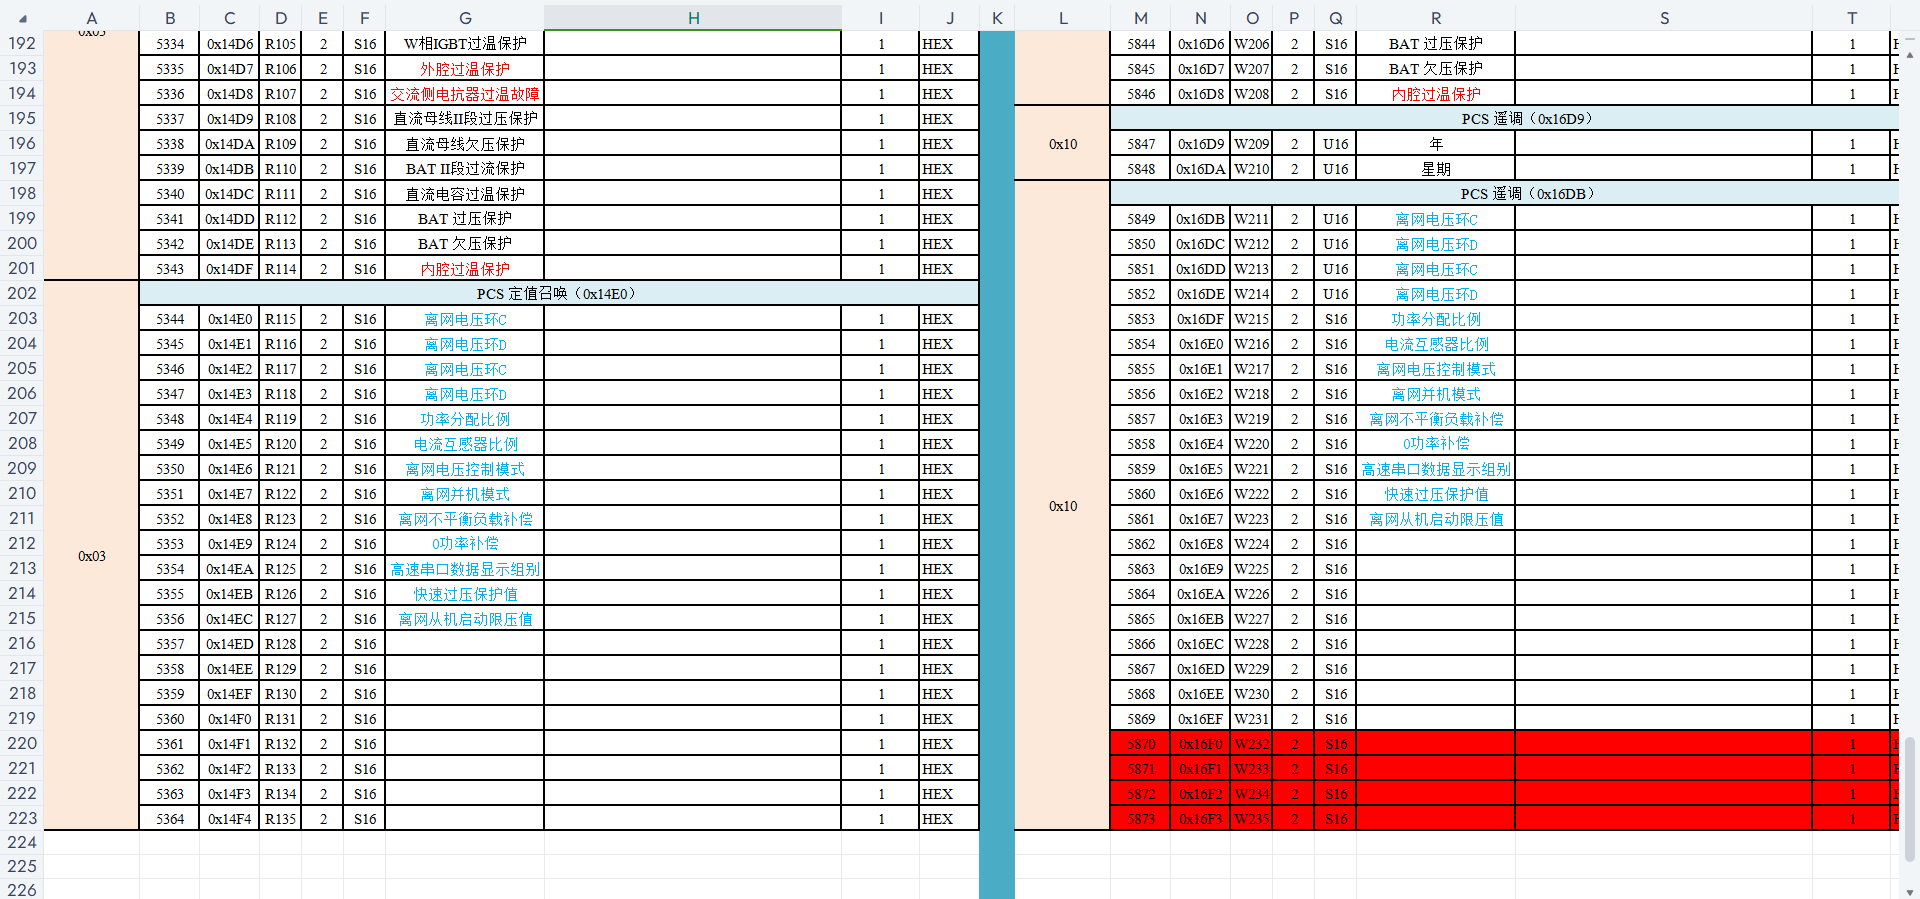 A B C D E F G H I J K L M N O P Q R S T
192 5334 0x14D6 R105 2 S16 W相IGBT过温保护 1 HEX 5844 0x16D6 W206 2 S16 BAT 过压保护 1
193 5335 0x14D7 R106 2 S16 外腔过温保护 1 HEX 5845 0x16D7 W207 2 S16 BAT 欠压保护 1
194 5336 0x14D8 R107 2 S16 交流侧电抗器过温故障 1 HEX 5846 0x16D8 W208 2 S16 内腔过温保护 1
195 5337 0x14D9 R108 2 S16 直流母线II段过压保护 1 HEX PCS 遥调（0x16D9）
196 5338 0x14DA R109 2 S16 直流母线欠压保护 1 HEX 0x10 5847 0x16D9 W209 2 U16 年 1
197 5339 0x14DB R110 2 S16 BAT II段过流保护 1 HEX 5848 0x16DA W210 2 U16 星期 1
198 5340 0x14DC R111 2 S16 直流电容过温保护 1 HEX PCS 遥调（0x16DB）
199 5341 0x14DD R112 2 S16 BAT 过压保护 1 HEX 5849 0x16DB W211 2 U16 离网电压环C 1
200 5342 0x14DE R113 2 S16 BAT 欠压保护 1 HEX 5850 0x16DC W212 2 U16 离网电压环D 1
201 5343 0x14DF R114 2 S16 内腔过温保护 1 HEX 5851 0x16DD W213 2 U16 离网电压环C 1
202 PCS 定值召唤（0x14E0） 5852 0x16DE W214 2 U16 离网电压环D 1
203 5344 0x14E0 R115 2 S16 离网电压环C 1 HEX 5853 0x16DF W215 2 S16 功率分配比例 1
204 5345 0x14E1 R116 2 S16 离网电压环D 1 HEX 5854 0x16E0 W216 2 S16 电流互感器比例 1
205 5346 0x14E2 R117 2 S16 离网电压环C 1 HEX 5855 0x16E1 W217 2 S16 离网电压控制模式 1
206 5347 0x14E3 R118 2 S16 离网电压环D 1 HEX 5856 0x16E2 W218 2 S16 离网并机模式 1
207 5348 0x14E4 R119 2 S16 功率分配比例 1 HEX 5857 0x16E3 W219 2 S16 离网不平衡负载补偿 1
208 5349 0x14E5 R120 2 S16 电流互感器比例 1 HEX 5858 0x16E4 W220 2 S16 0功率补偿 1
209 5350 0x14E6 R121 2 S16 离网电压控制模式 1 HEX 5859 0x16E5 W221 2 S16 高速串口数据显示组别 1
210 5351 0x14E7 R122 2 S16 离网并机模式 1 HEX 5860 0x16E6 W222 2 S16 快速过压保护值 1
211 5352 0x14E8 R123 2 S16 离网不平衡负载补偿 1 HEX 0x10 5861 0x16E7 W223 2 S16 离网从机启动限压值 1
212 5353 0x14E9 R124 2 S16 0功率补偿 1 HEX 5862 0x16E8 W224 2 S16 1
213 0x03 5354 0x14EA R125 2 S16 高速串口数据显示组别 1 HEX 5863 0x16E9 W225 2 S16 1
214 5355 0x14EB R126 2 S16 快速过压保护值 1 HEX 5864 0x16EA W226 2 S16 1
215 5356 0x14EC R127 2 S16 离网从机启动限压值 1 HEX 5865 0x16EB W227 2 S16 1
216 5357 0x14ED R128 2 S16 1 HEX 5866 0x16EC W228 2 S16 1
217 5358 0x14EE R129 2 S16 1 HEX 5867 0x16ED W229 2 S16 1
218 5359 0x14EF R130 2 S16 1 HEX 5868 0x16EE W230 2 S16 1
219 5360 0x14F0 R131 2 S16 1 HEX 5869 0x16EF W231 2 S16 1
220 5361 0x14F1 R132 2 S16 1 HEX 5870 0x16F0 W232 2 S16 1
221 5362 0x14F2 R133 2 S16 1 HEX 5871 0x16F1 W233 2 S16 1
222 5363 0x14F3 R134 2 S16 1 HEX 5872 0x16F2 W234 2 S16 1
223 5364 0x14F4 R135 2 S16 1 HEX 5873 0x16F3 W235 2 S16 1
224
225
226